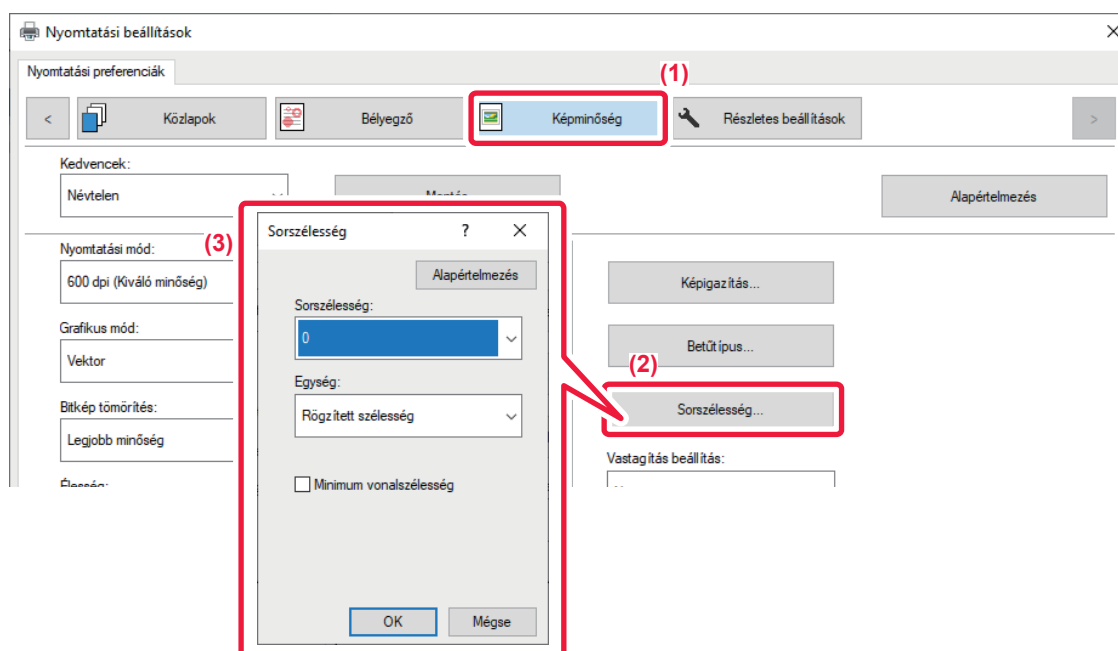 Nyomtatási beállítások
Nyomtatási preferenciák
(1)
< Közlapok Bélyegző Képminőség Részletes beállítások >
Kedvencek:
Névtelen Mentés Alapértelmezés
(3)
Sorszélesség ? ×
Alapértelmezés
Sorszélesség:
0
Egység:
Rögzített szélesség
Minimum vonalszélesség
OK Mégse
Nyomtatási mód:
600 dpi (Kiváló minőség)
Grafikus mód:
Vektor
Bitkép tömörítés:
Legjobb minőség
Élesség:
Képigazítás...
Betűtípus...
(2)
Sorszélesség...
Vastagítás beállítás: